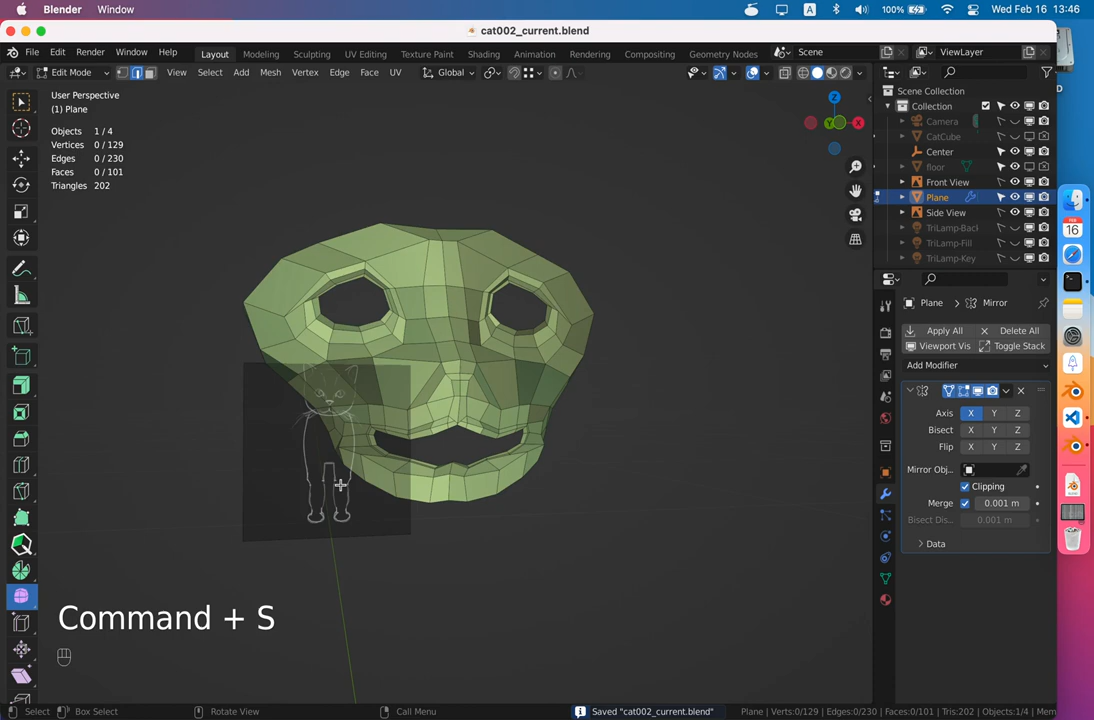 Blender Window A 100% Wed Feb 16 13:46
cat002_current.blend
File Edit Render Window Help Layout Modeling Sculpting UV Editing Texture Paint Shading Animation Rendering Compositing Geometry Nodes Scene ViewLayer
Edit Mode View Select Add Mesh Vertex Edge Face UV Global
User Perspective
(1) Plane
Objects 1/4
Vertices 0/129
Edges 0/230
Faces 0/101
Triangles 202
Z
Y
X
Scene Collection
Collection
Camera
CatCube
Center
floor
Front View
Plane
Side View
TriLamp-Back
TriLamp-Fill
TriLamp-Key
Plane > Mirror
Apply All Delete All
Viewport Vis Toggle Stack
Add Modifier
Axis X Y Z
Bisect X Y Z
Flip X Y Z
Mirror Obj..
Clipping
Merge 0.001 m
Bisect Dis... 0.001 m
Data
16
Command + S
Select Box Select Rotate View Call Menu Saved "cat002_current.blend" Plane | Verts:0/129 | Edges:0/230 | Faces:0/101 | Tris:202 | Objects:1/4 | Mem